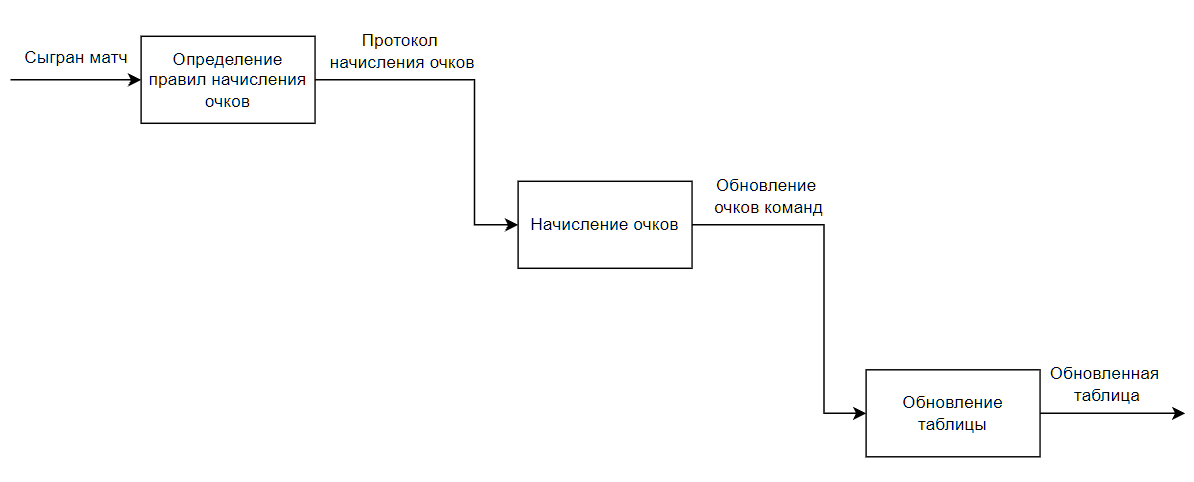 Сыгран матч
Определение
правил начисления
очков
Протокол
начисления очков
Начисление очков
Обновление
очков команд
Обновление
таблицы
Обновленная
таблица